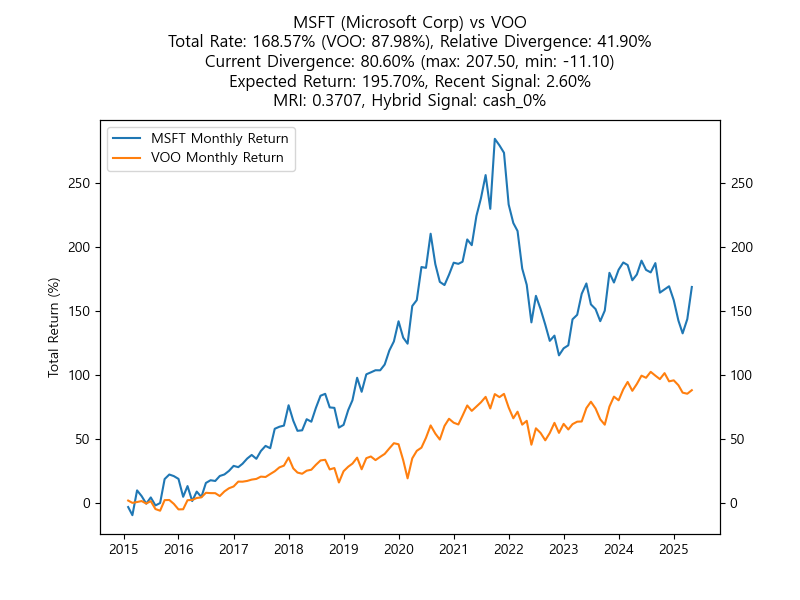 MSFT (Microsoft Corp) vs VOO
Total Rate: 168.57% (VOO: 87.98%), Relative Divergence: 41.90%
Current Divergence: 80.60% (max: 207.50, min: -11.10)
Expected Return: 195.70%, Recent Signal: 2.60%
MRI: 0.3707, Hybrid Signal: cash_0%
MSFT Monthly Return
VOO Monthly Return
Total Return (%)
250
200
150
100
50
0
250
200
150
100
50
0
2015 2016 2017 2018 2019 2020 2021 2022 2023 2024 2025